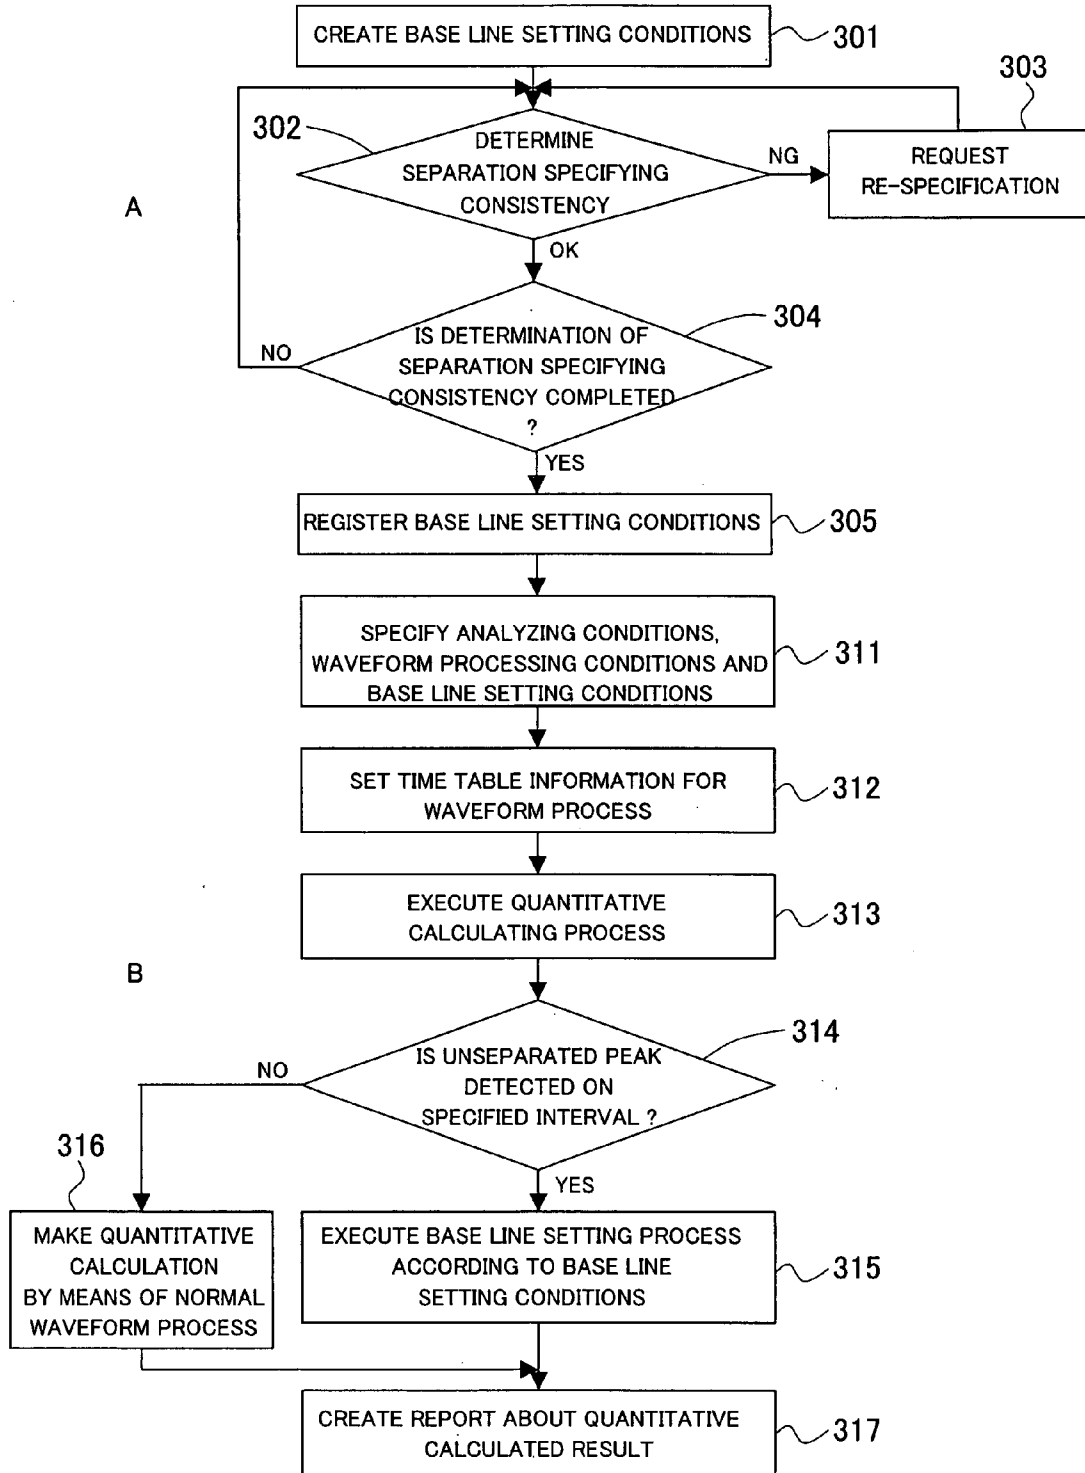 CREATE BASE LINE SETTING CONDITIONS
301
303
302
DETERMINE
SEPARATION SPECIFYING
CONSISTENCY
NG
REQUEST
RE-SPECIFICATION
A
OK
304
IS DETERMINATION OF
SEPARATION SPECIFYING
CONSISTENCY COMPLETED
?
NO
YES
REGISTER BASE LINE SETTING CONDITIONS
305
SPECIFY ANALYZING CONDITIONS,
WAVEFORM PROCESSING CONDITIONS AND
BASE LINE SETTING CONDITIONS
311
SET TIME TABLE INFORMATION FOR
WAVEFORM PROCESS
312
EXECUTE QUANTITATIVE
CALCULATING PROCESS
313
B
314
IS UNSEPARATED PEAK
DETECTED ON
SPECIFIED INTERVAL ?
NO
YES
316
MAKE QUANTITATIVE
CALCULATION
BY MEANS OF NORMAL
WAVEFORM PROCESS
EXECUTE BASE LINE SETTING PROCESS
ACCORDING TO BASE LINE
SETTING CONDITIONS
315
CREATE REPORT ABOUT QUANTITATIVE
CALCULATED RESULT
317